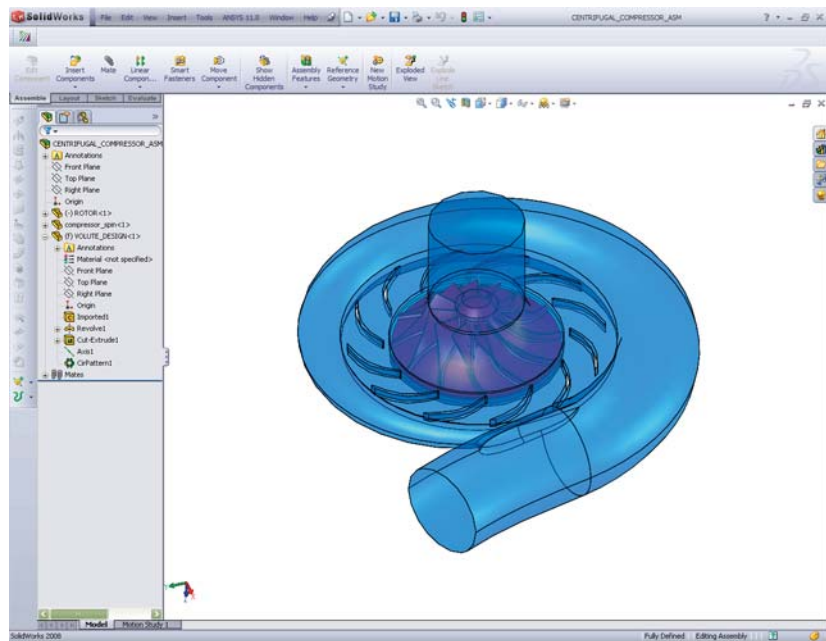 SolidWorks File Edit View Insert Tools ANSYS 11.0 Window Help CENTRIFUGAL_COMPRESSOR_ASM
Edit Component Insert Components Mate Linear Compon... Smart Fasteners Move Component Show Hidden Components Assembly Features Reference Geometry New Motion Study Exploded View Explode Line Sketch
Assemble Layout Sketch Evaluate
CENTRIFUGAL_COMPRESSOR_ASM
Annotations
Front Plane
Top Plane
Right Plane
Origin
(-) ROTOR<1>
compressor_spin<1>
(f) VOLUTE_DESIGN<1>
Annotations
Material <not specified>
Front Plane
Top Plane
Right Plane
Origin
Imported1
Revolve1
Cut-Extrude1
Axis1
CirPattern1
Mates
Model Motion Study 1
SolidWorks 2008 Fully Defined Editing Assembly